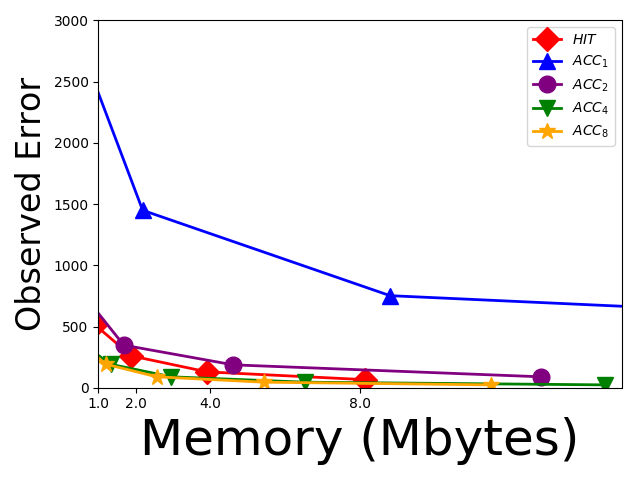 3000
2500
2000
1500
1000
500
0
Observed Error
1.0 2.0 4.0 8.0
Memory (Mbytes)
HIT
ACC₁
ACC₂
ACC₄
ACC₈